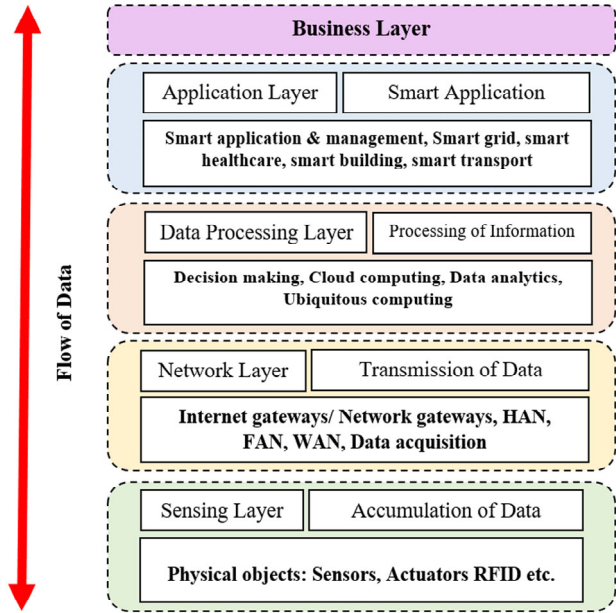 Business Layer
Application Layer
Smart Application
Smart application & management, Smart grid, smart
healthcare, smart building, smart transport
Data Processing Layer
Processing of Information
Decision making, Cloud computing, Data analytics,
Ubiquitous computing
Network Layer
Transmission of Data
Internet gateways/ Network gateways, HAN,
FAN, WAN, Data acquisition
Sensing Layer
Accumulation of Data
Physical objects: Sensors, Actuators RFID etc.
Flow of Data